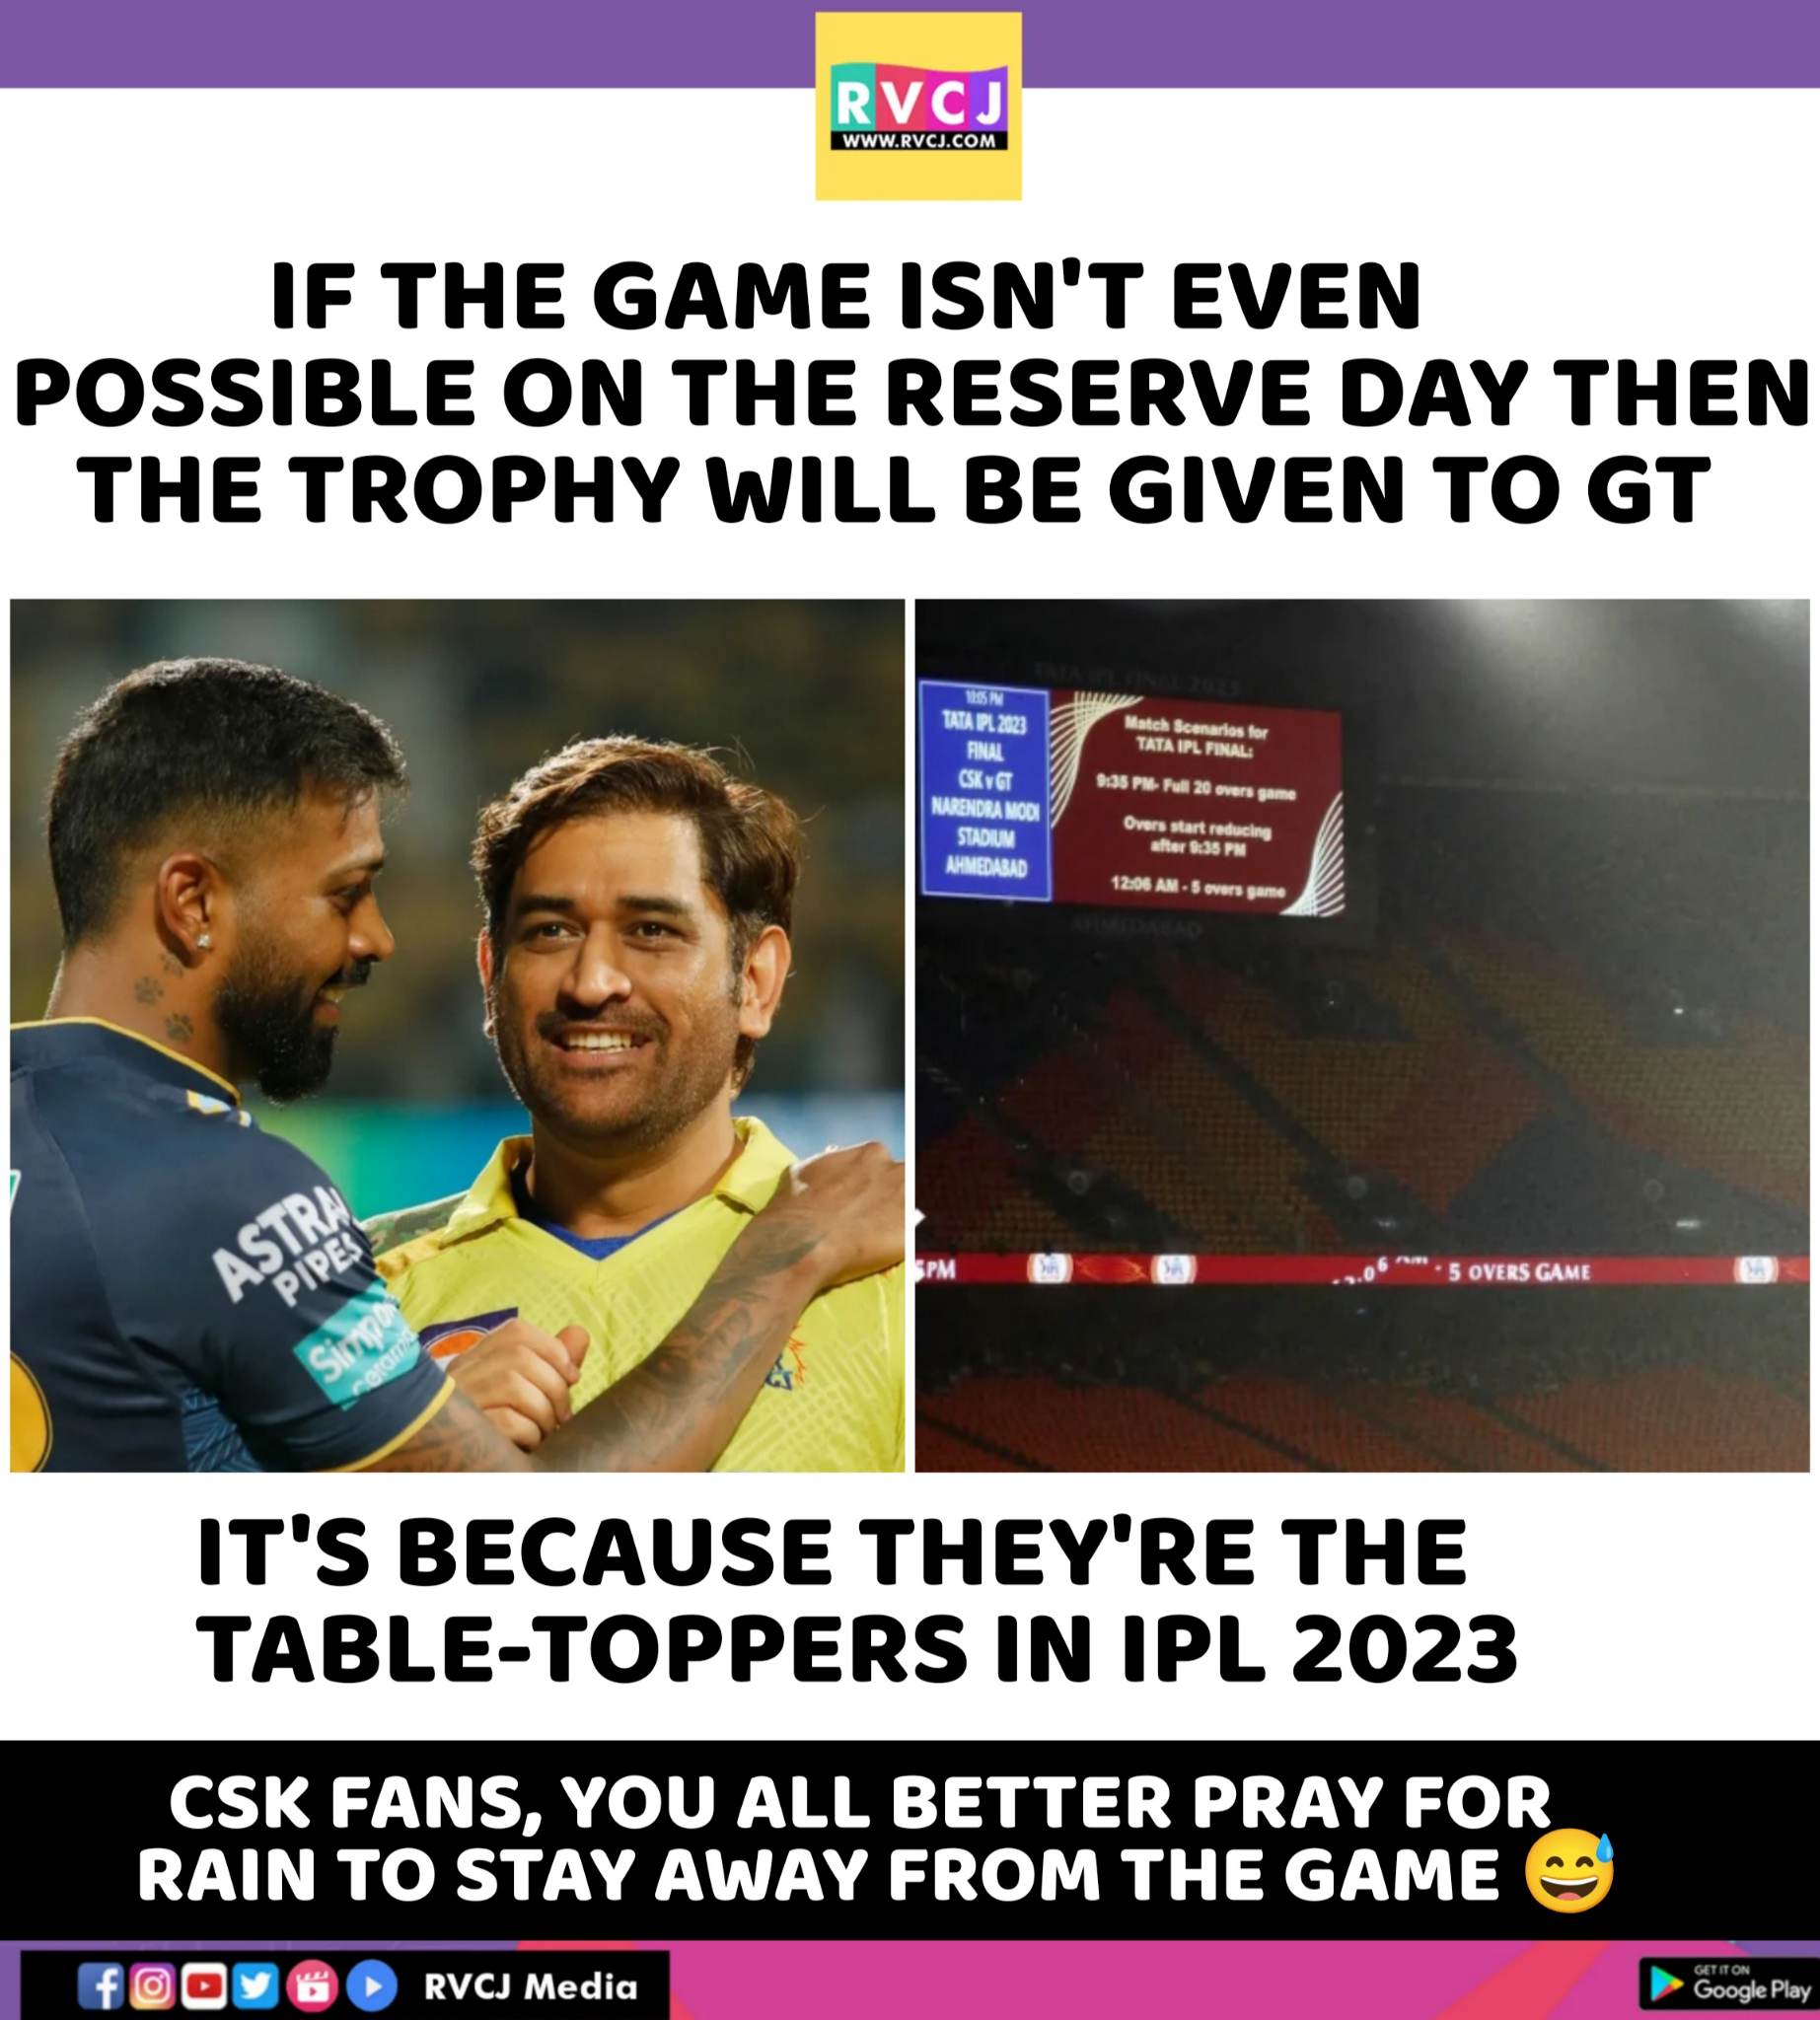 RVCJ
WWW.RVCJ.COM
IF THE GAME ISN'T EVEN
POSSIBLE ON THE RESERVE DAY THEN
THE TROPHY WILL BE GIVEN TO GT
ASTRAL
PIPES
10:05 PM
TATA IPL 2023
FINAL
CSK v GT
NARENDRA MODI
STADIUM
AHMEDABAD
Match Scenarios for
TATA IPL FINAL:
9:35 PM- Full 20 overs game
Overs start reducing
after 9:35 PM
12:06 AM - 5 overs game
5 OVERS GAME
IT'S BECAUSE THEY'RE THE
TABLE-TOPPERS IN IPL 2023
CSK FANS, YOU ALL BETTER PRAY FOR
RAIN TO STAY AWAY FROM THE GAME 😅
RVCJ Media
GET IT ON
Google Play